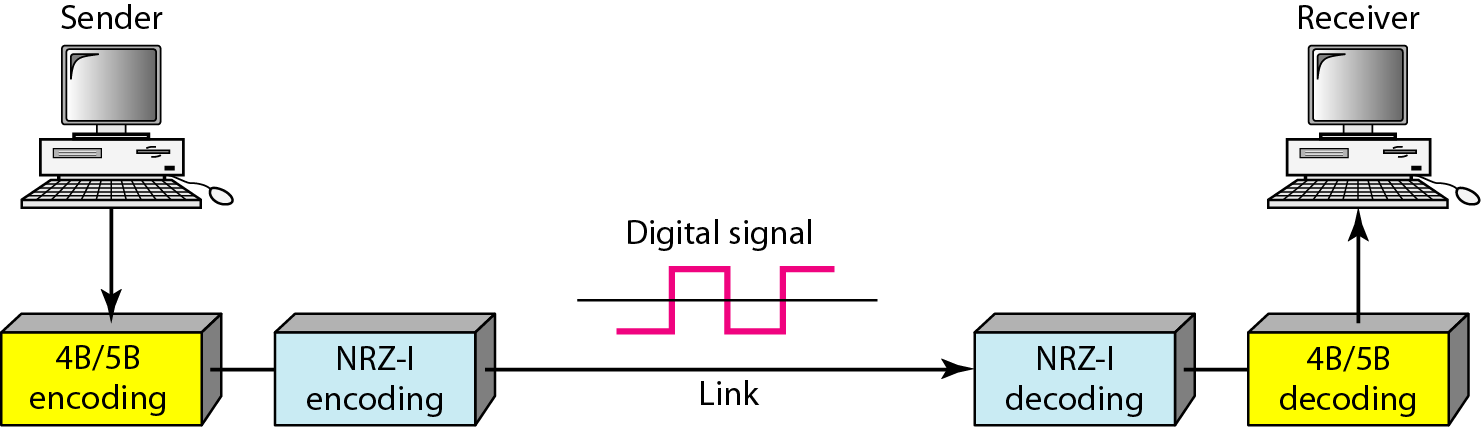 Sender
Receiver
Digital signal
4B/5B
encoding
NRZ-I
encoding
Link
NRZ-I
decoding
4B/5B
decoding